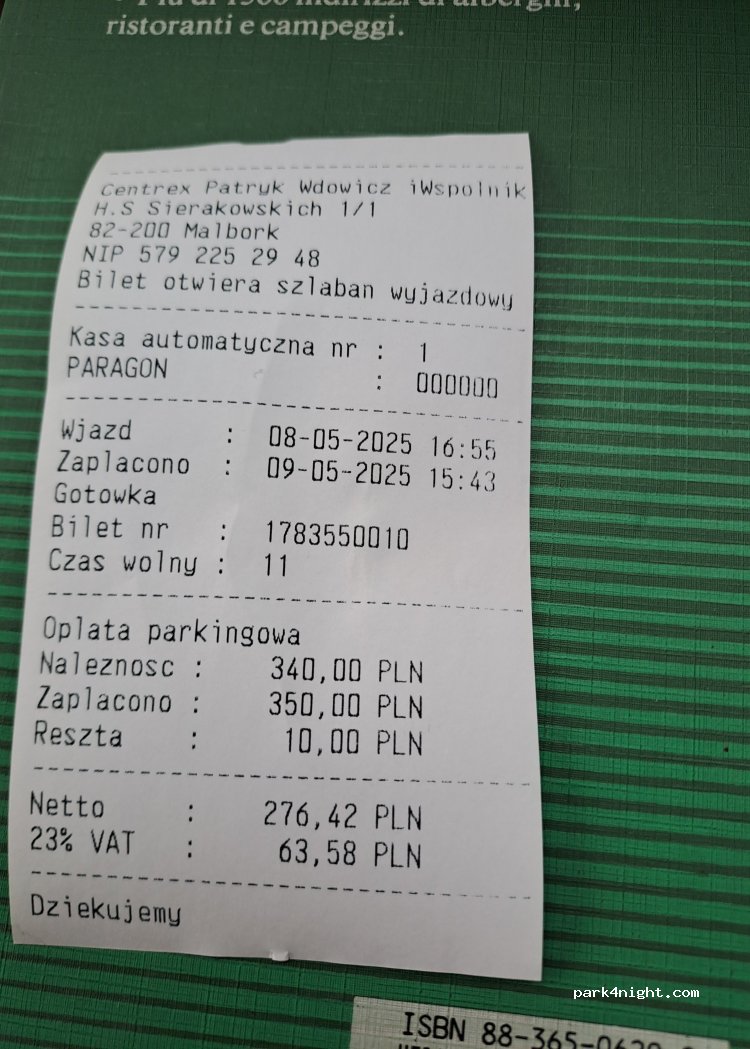 ristoranti e campeggi.
Centrex Patryk Wdowicz iWspolnik
H.S Sierakowskich 1/1
82-200 Malbork
NIP 579 225 29 48
Bilet otwiera szlaban wyjazdowy
Kasa automatyczna nr : 1
PARAGON : 000000
Wjazd : 08-05-2025 16:55
Zaplacono : 09-05-2025 15:43
Gotowka
Bilet nr : 1783550010
Czas wolny : 11
Oplata parkingowa
Naleznosc : 340,00 PLN
Zaplacono : 350,00 PLN
Reszta : 10,00 PLN
Netto : 276,42 PLN
23% VAT : 63,58 PLN
Dziekujemy
park4night.com
ISBN 88-365-